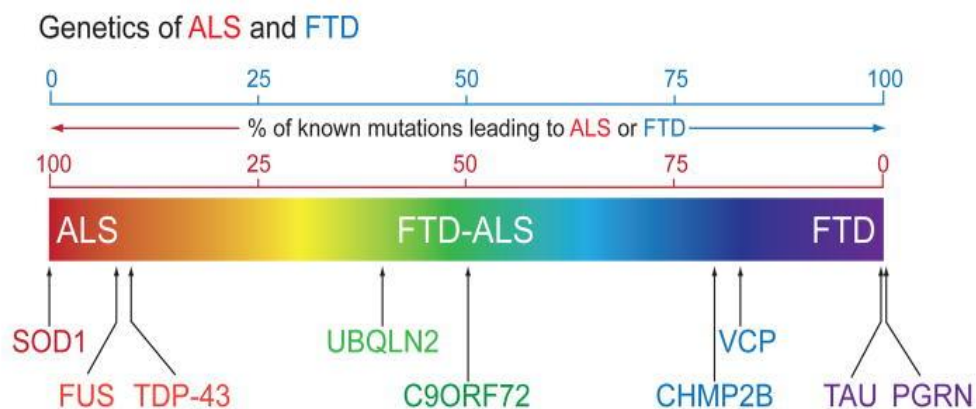 Genetics of ALS and FTD
0 25 50 75 100
% of known mutations leading to ALS or FTD
100 25 50 75 0
ALS FTD-ALS FTD
SOD1 UBQLN2 VCP
FUS TDP-43 C9ORF72 CHMP2B TAU PGRN